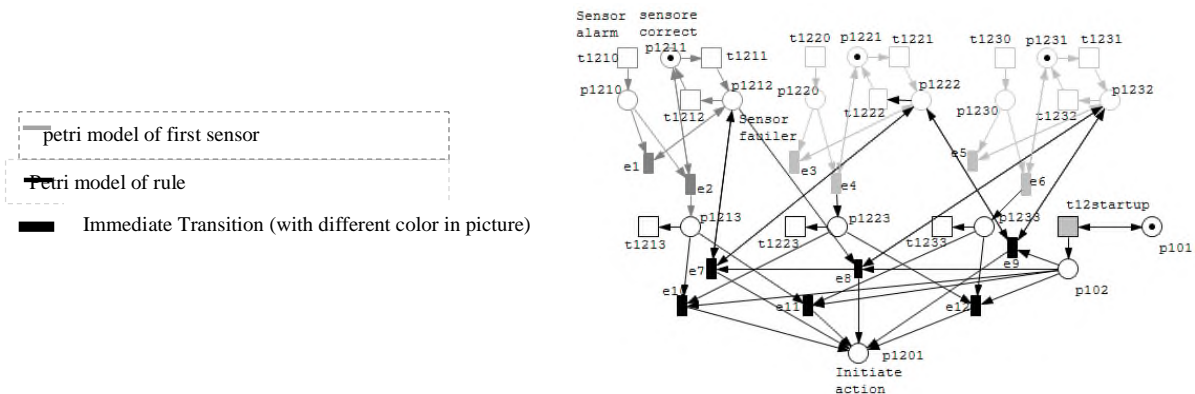 petri model of first sensor
Petri model of rule
Immediate Transition (with different color in picture)
Sensor alarm
sensore correct
t1210
p1211
t1211
t1220
p1221
t1221
t1230
p1231
t1231
p1210
t1212
p1212
p1220
t1222
p1222
p1230
t1232
p1232
Sensor
failler
e1
e2
e3
e4
e5
e6
p1213
t1213
p1223
t1223
p1233
t1233
t12startup
p101
e7
e8
e9
p102
e1
e11
e12
p1201
Initiate
action